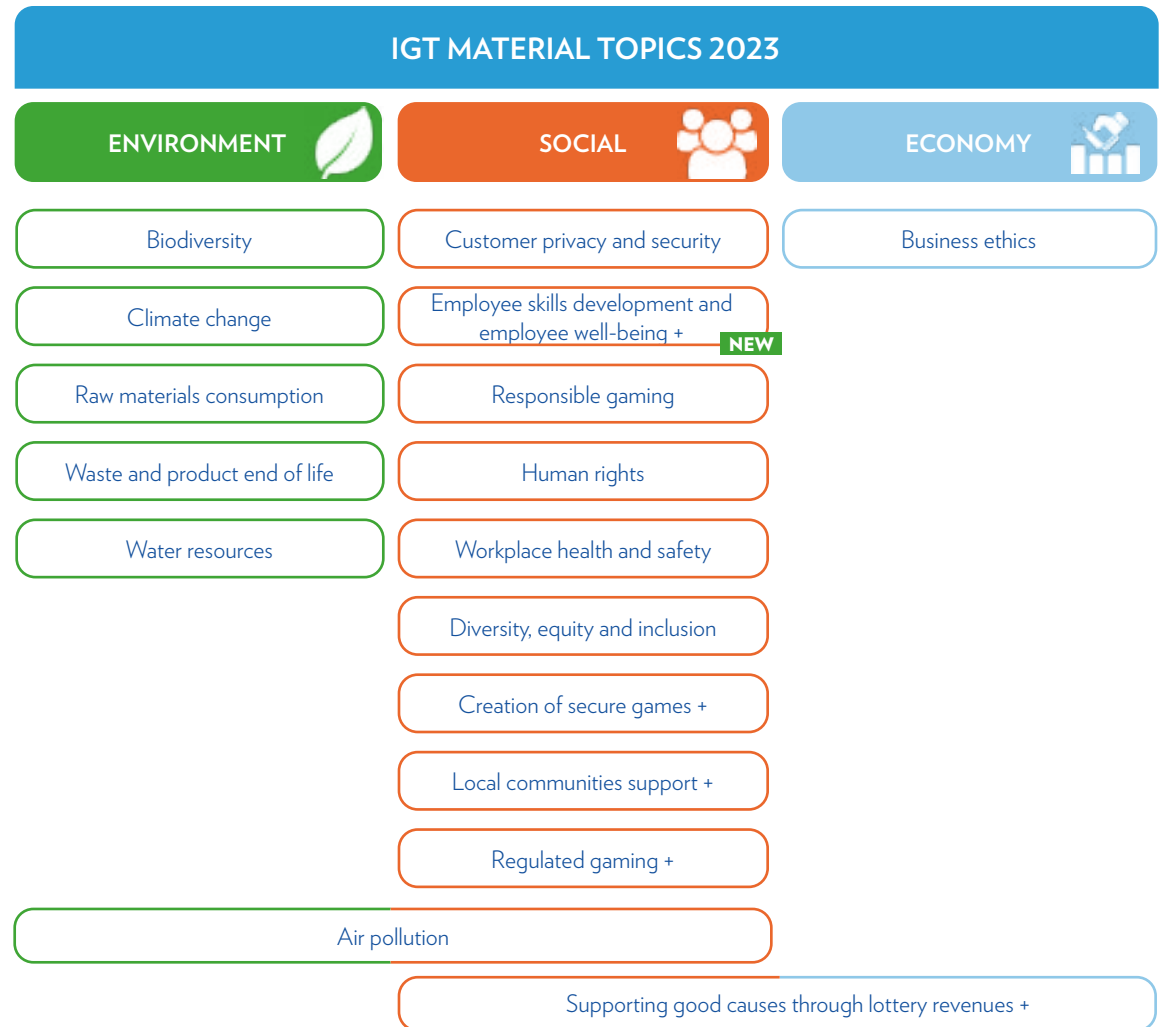 IGT MATERIAL TOPICS 2023
ENVIRONMENT
SOCIAL
ECONOMY
Biodiversity
Customer privacy and security
Business ethics
Climate change
Employee skills development and
employee well-being +
NEW
Raw materials consumption
Responsible gaming
Waste and product end of life
Human rights
Water resources
Workplace health and safety
Diversity, equity and inclusion
Creation of secure games +
Local communities support +
Regulated gaming +
Air pollution
Supporting good causes through lottery revenues +